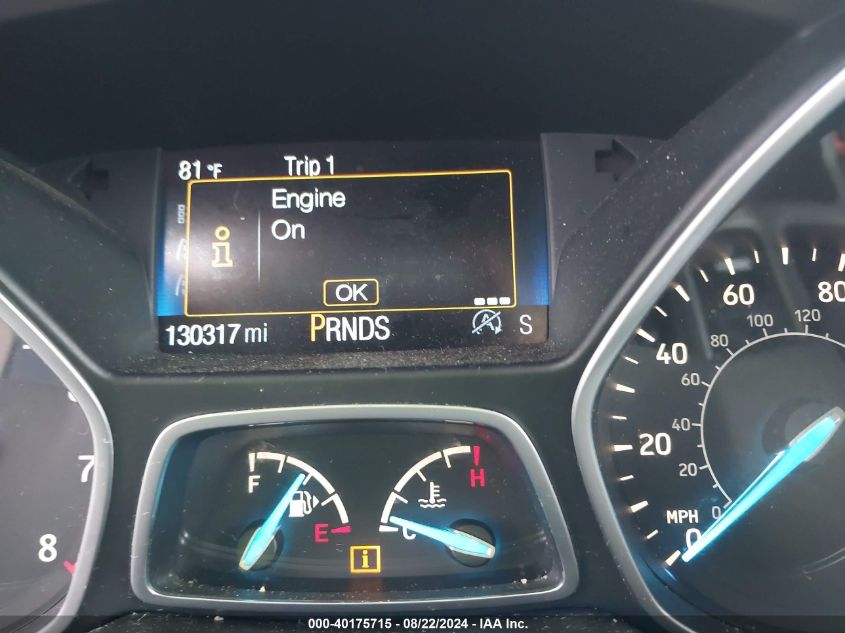 81 °F Trip 1
Engine
On
i
OK
130317 mi PRNDS S
F E
C H
i
7
8
MPH
0 20 40 60 80
0 20 40 60 80 100 120
000-40175715 - 08/22/2024 - IAA Inc.